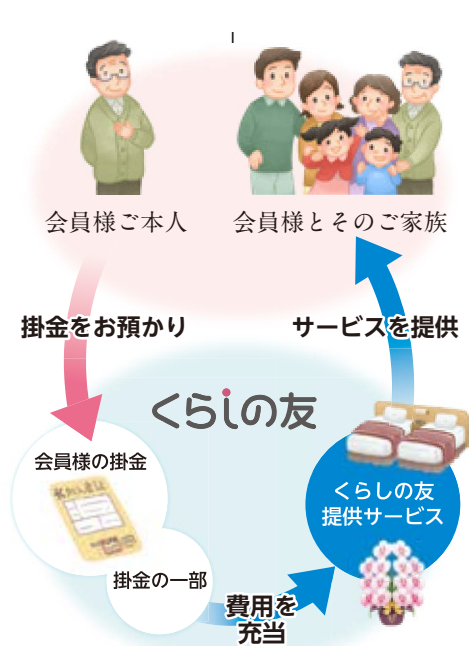 会員様ご本人
会員様とそのご家族
掛金をお預かり
サービスを提供
くらしの友
会員様の掛金
くらしの友
提供サービス
掛金の一部
費用を
充当